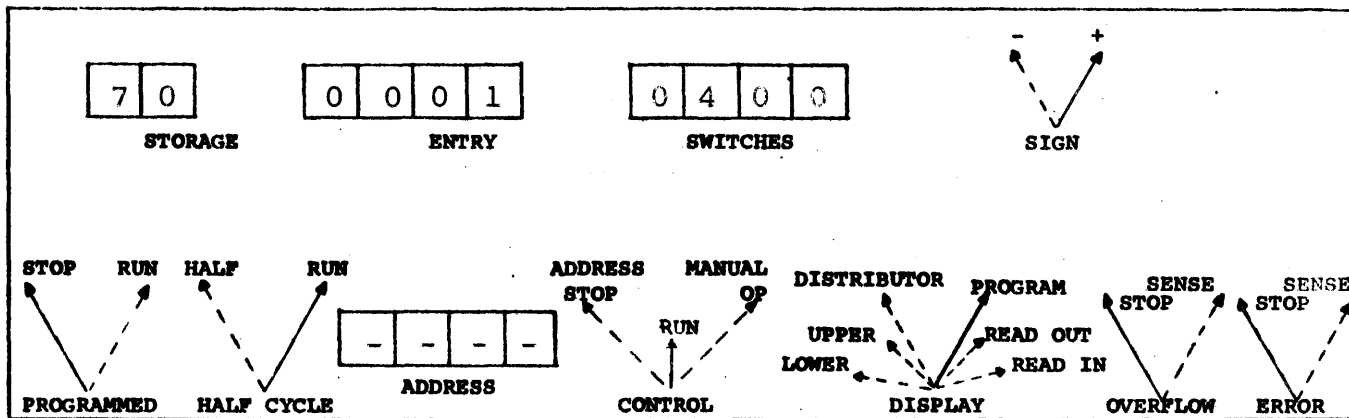 - +
7 0 0 0 0 1 0 4 0 0
STORAGE ENTRY SWITCHES SIGN
STOP RUN HALF RUN ADDRESS STOP MANUAL OP DISTRIBUTOR PROGRAM SENSE STOP SENSE STOP
RUN UPPER READ OUT
- - - - LOWER READ IN
ADDRESS
PROGRAMMED HALF CYCLE CONTROL DISPLAY OVERFLOW ERROR